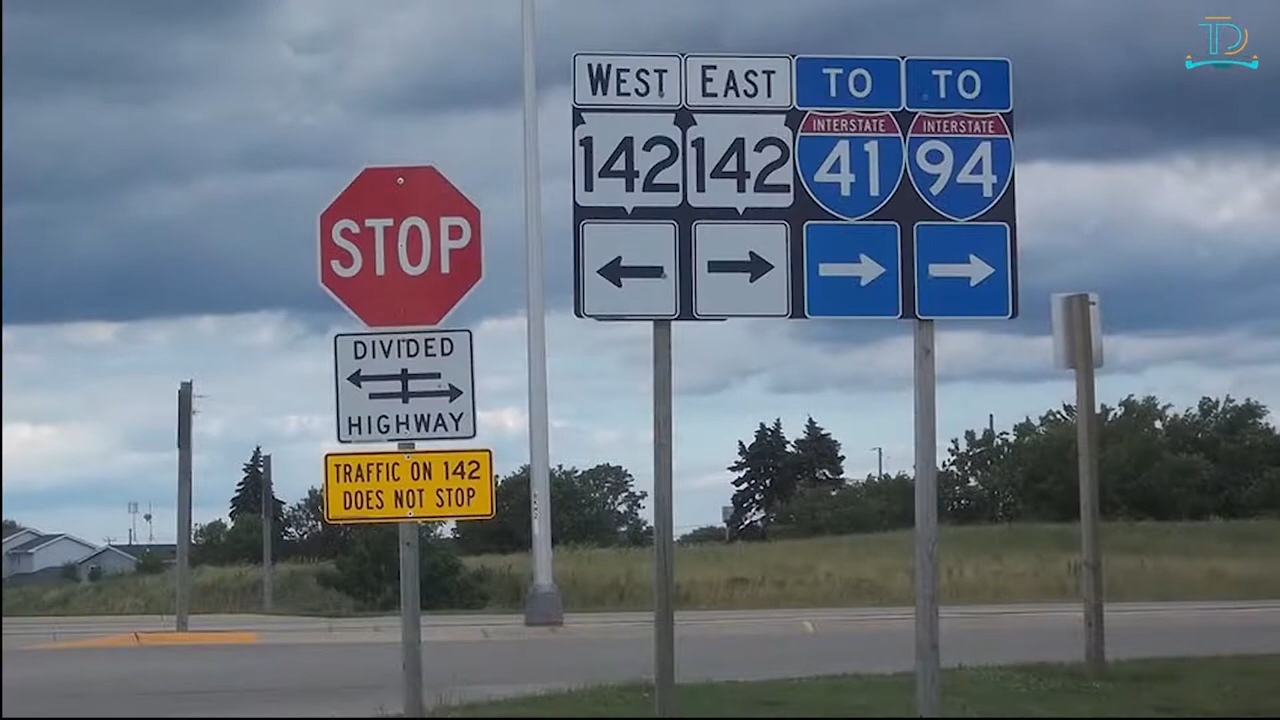 WEST EAST TO TO
142 142 INTERSTATE 41 INTERSTATE 94
STOP
DIVIDED
HIGHWAY
TRAFFIC ON 142
DOES NOT STOP